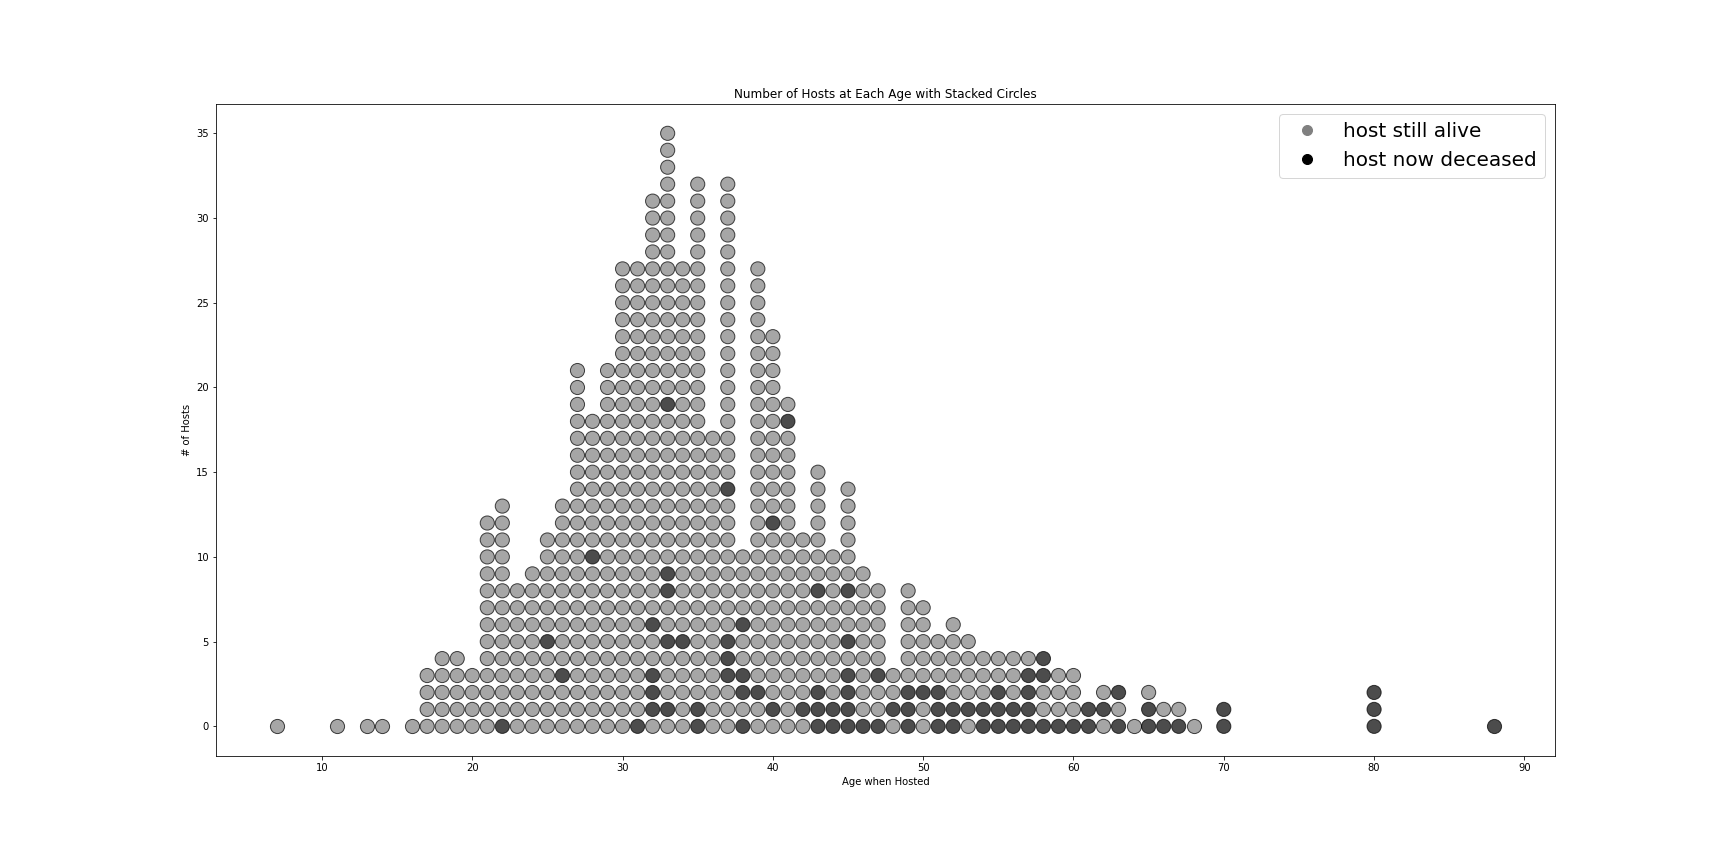 Number of Hosts at Each Age with Stacked Circles
host still alive
host now deceased
35
30
25
20
15
10
5
0
# of Hosts
10 20 30 40 50 60 70 80 90
Age when Hosted